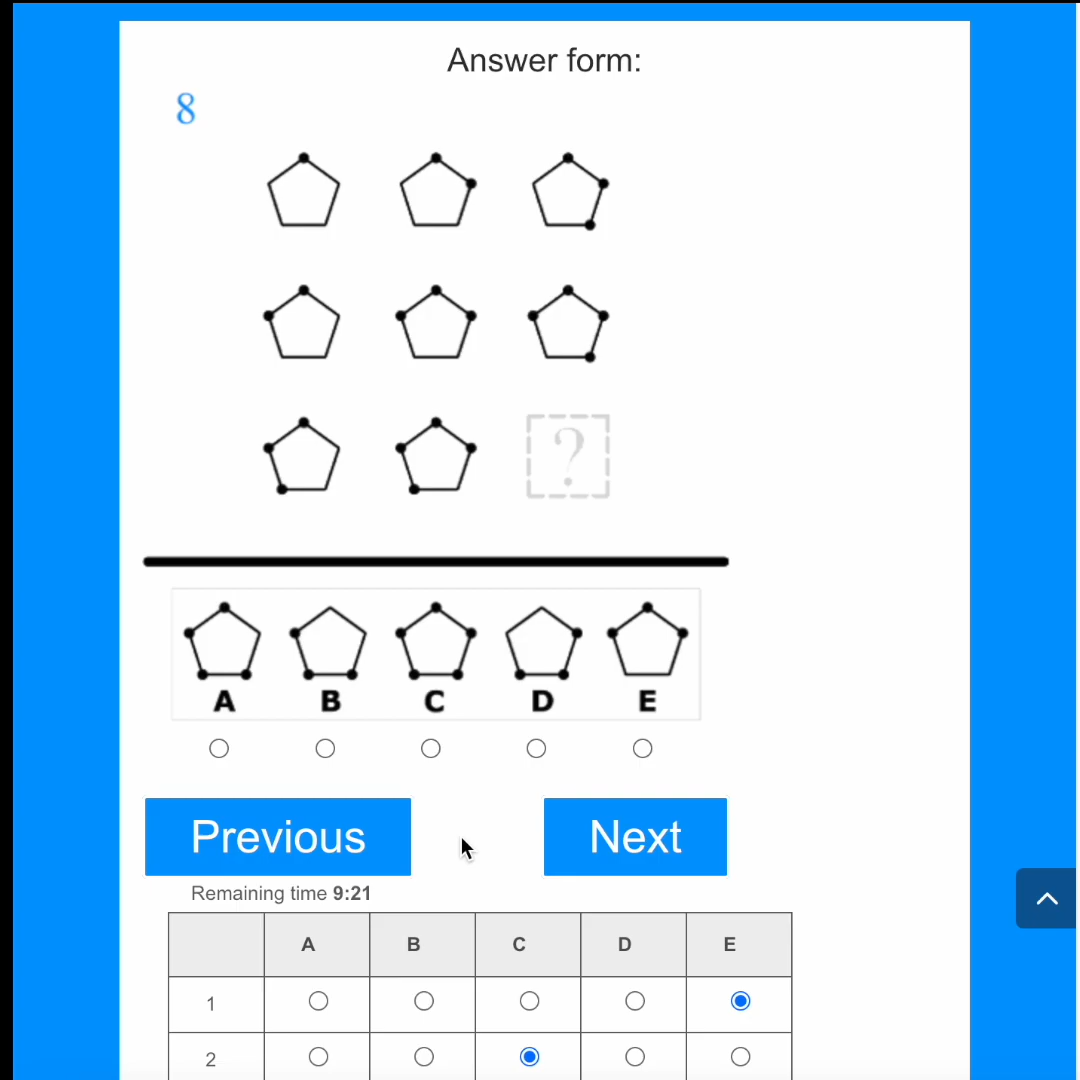 Answer form:
8
?
A B C D E
Previous Next
Remaining time 9:21
A B C D E
1
2